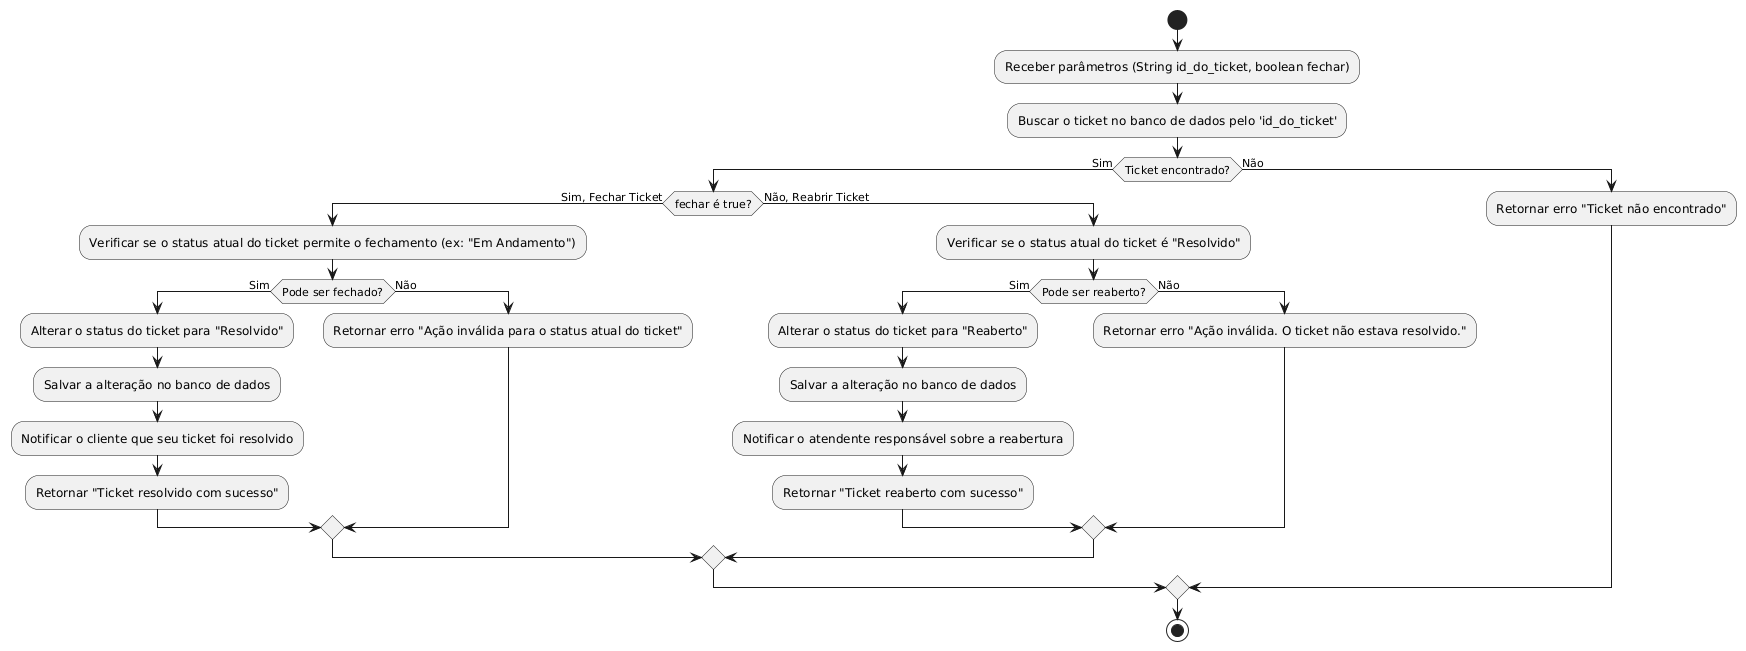 Receber parâmetros (String id_do_ticket, boolean fechar)
Buscar o ticket no banco de dados pelo 'id_do_ticket'
Sim
Ticket encontrado?
Não
Sim, Fechar Ticket
fechar é true?
Não, Reabrir Ticket
Retornar erro "Ticket não encontrado"
Verificar se o status atual do ticket permite o fechamento (ex: "Em Andamento")
Verificar se o status atual do ticket é "Resolvido"
Sim
Pode ser fechado?
Não
Sim
Pode ser reaberto?
Não
Alterar o status do ticket para "Resolvido"
Retornar erro "Ação inválida para o status atual do ticket"
Alterar o status do ticket para "Reaberto"
Retornar erro "Ação inválida. O ticket não estava resolvido."
Salvar a alteração no banco de dados
Salvar a alteração no banco de dados
Notificar o cliente que seu ticket foi resolvido
Notificar o atendente responsável sobre a reabertura
Retornar "Ticket resolvido com sucesso"
Retornar "Ticket reaberto com sucesso"